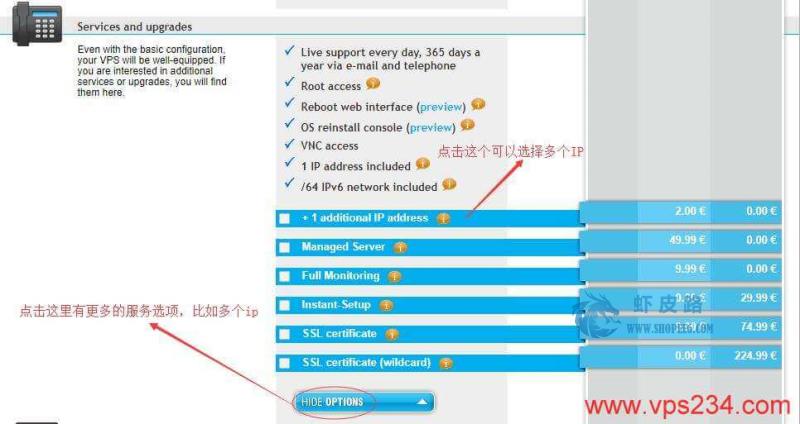 Services and upgrades
Even with the basic configuration,
your VPS will be well-equipped. If
you are interested in additional
services or upgrades, you will find
them here.
Live support every day, 365 days a
year via e-mail and telephone
Root access
Reboot web interface (preview)
OS reinstall console (preview)
VNC access
1 IP address included
/64 IPv6 network included
点击这个可以选择多个IP
+ 1 additional IP address 2.00 € 0.00 €
Managed Server 49.99 € 0.00 €
Full Monitoring 9.99 € 0.00 €
Instant-Setup 29.99 €
SSL certificate 74.99 €
SSL certificate (wildcard) 0.00 € 224.99 €
点击这里有更多的服务选项，比如多个ip
虾皮路
HIDE OPTIONS
www.vps234.com